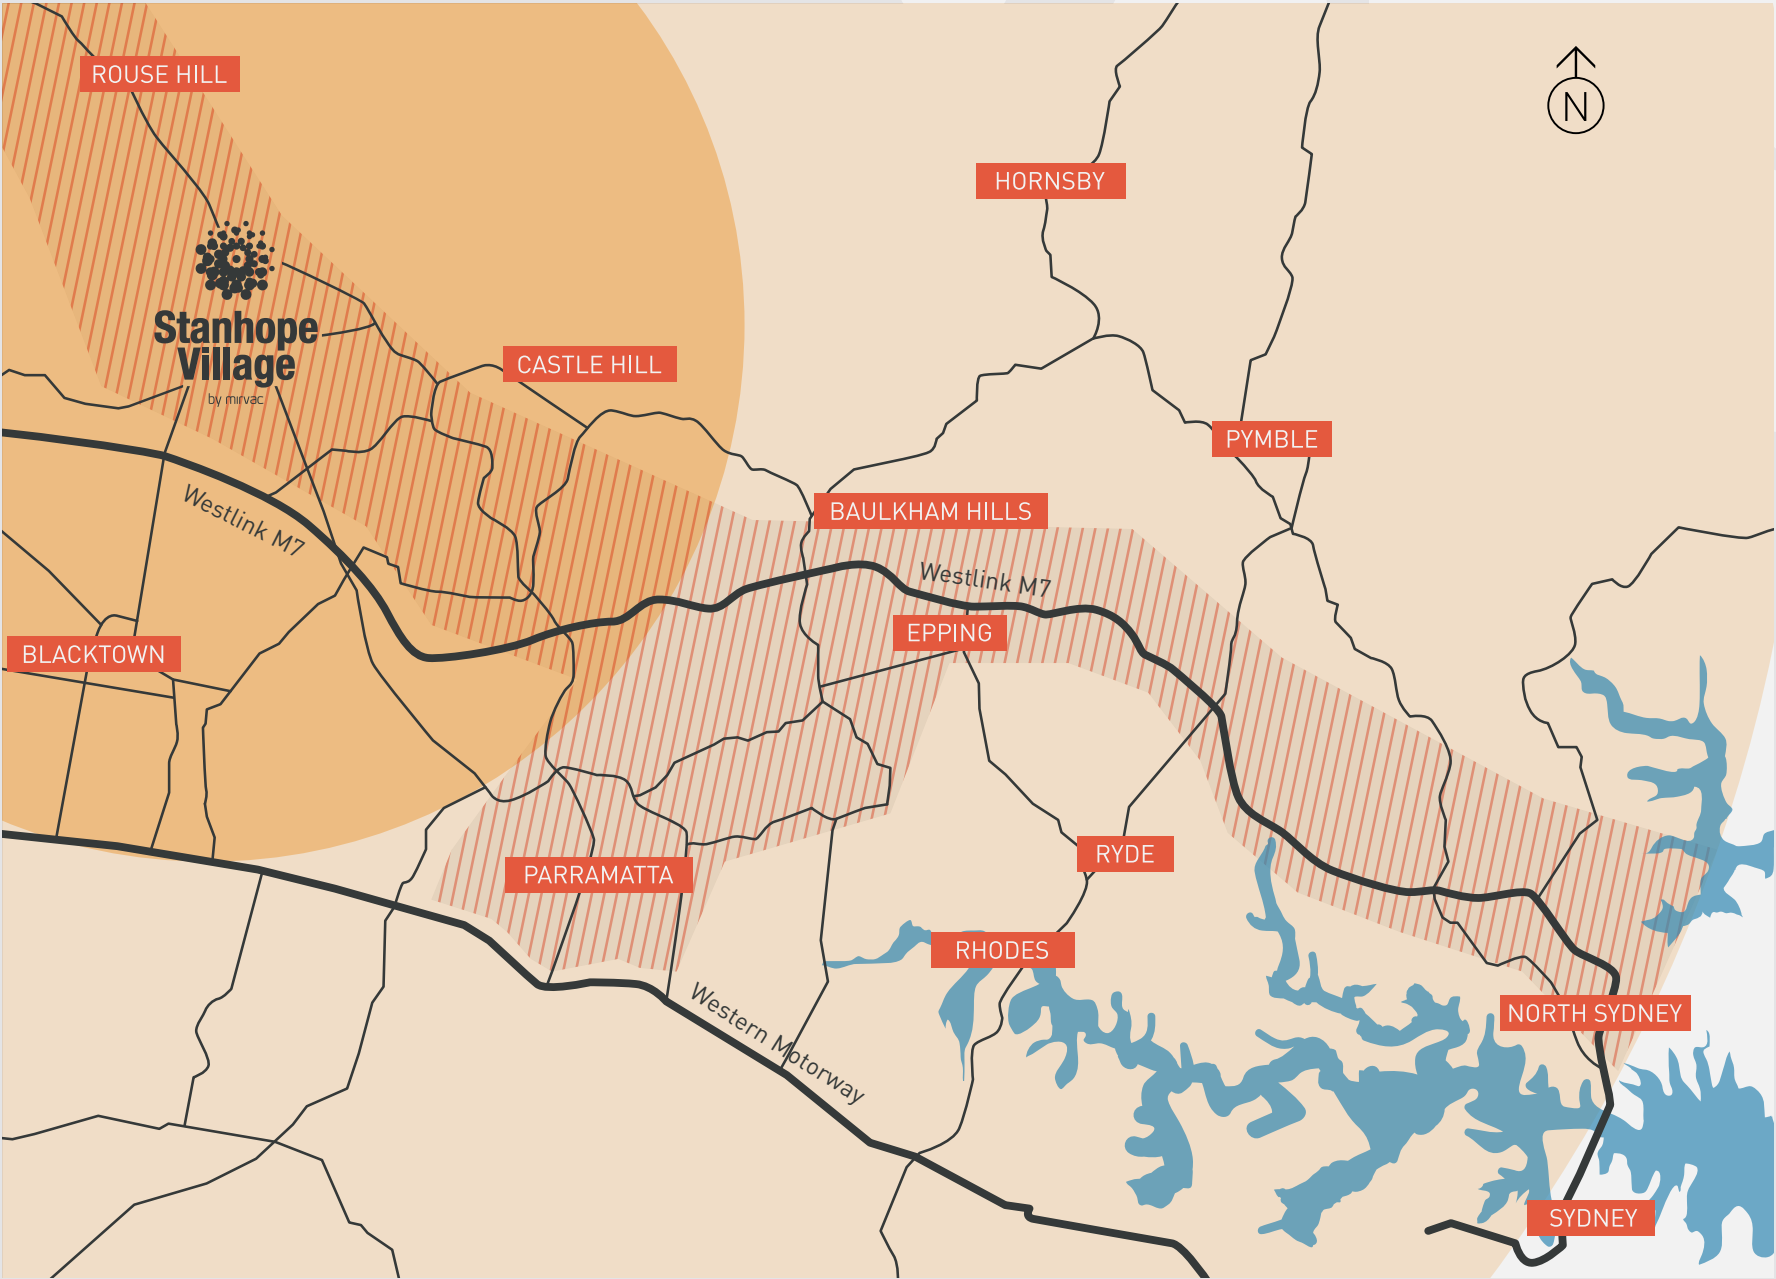 ROUSE HILL
N
HORNSBY
Stanhope
Village
by mirvac
CASTLE HILL
PYMBLE
Westlink M7
BAULKHAM HILLS
Westlink M7
EPPING
BLACKTOWN
RYDE
PARRAMATTA
RHODES
Western Motorway
NORTH SYDNEY
SYDNEY